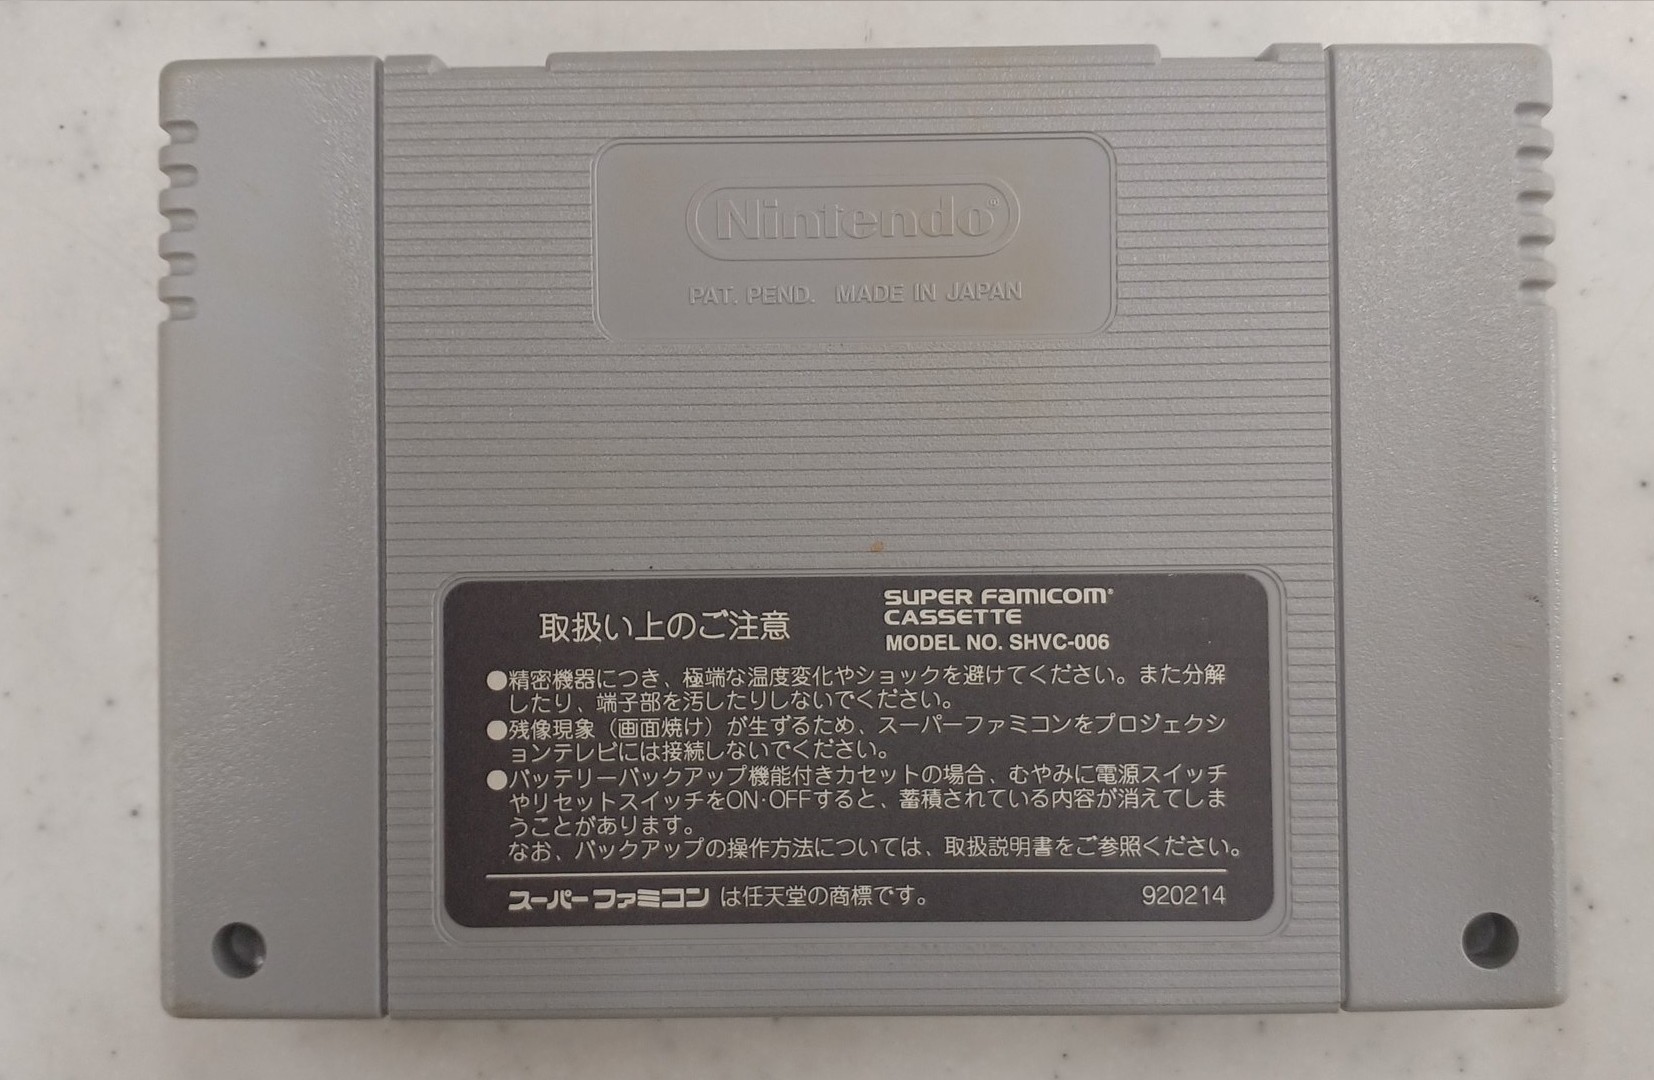 Nintendo®
PAT. PEND. MADE IN JAPAN
取扱い上のご注意
SUPER FAMICOM®
CASSETTE
MODEL NO. SHVC-006
●精密機器につき、極端な温度変化やショックを避けてください。また分解
したり、端子部を汚したりしないでください。
●残像現象（画面焼け）が生ずるため、スーパーファミコンをプロジェクシ
ョンテレビには接続しないでください。
●バッテリーバックアップ機能付きカセットの場合、むやみに電源スイッチ
やリセットスイッチをON·OFFすると、蓄積されている内容が消えてしま
うことがあります。
なお、バックアップの操作方法については、取扱説明書をご参照ください。
スーパーファミコン は任天堂の商標です。 920214